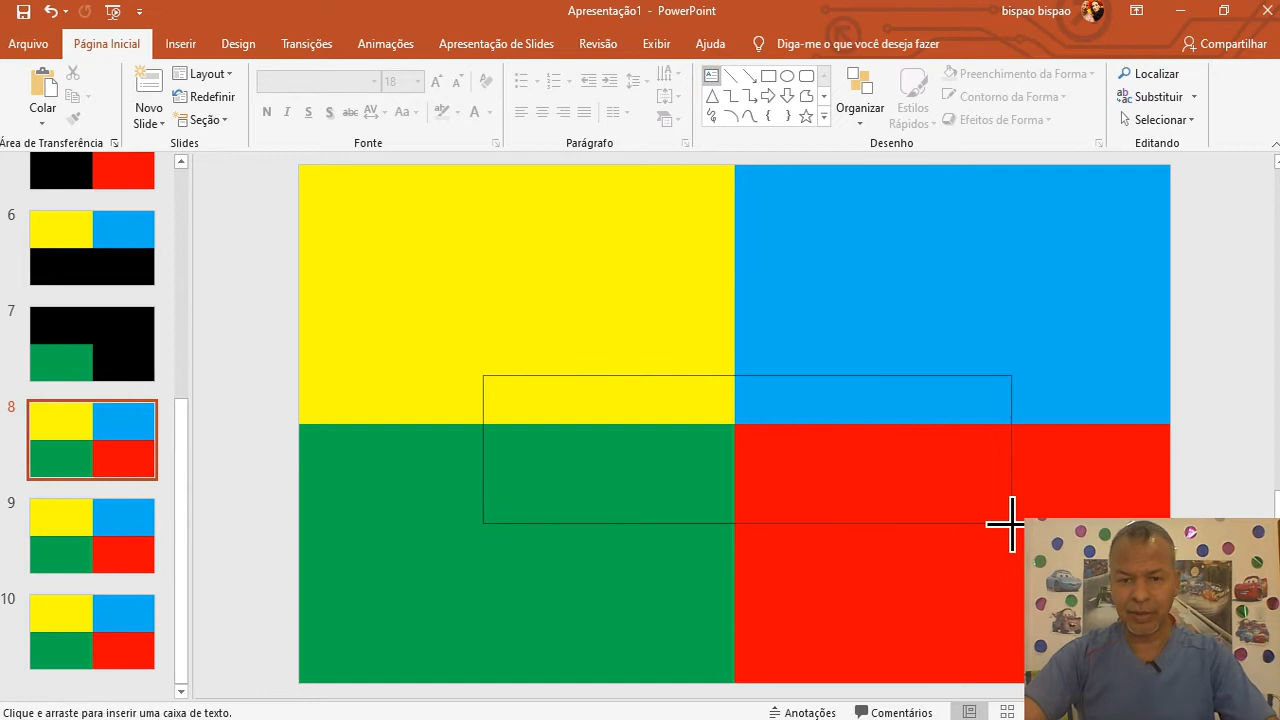 Apresentação1 - PowerPoint
bispao bispao
Arquivo
Página Inicial
Inserir
Design
Transições
Animações
Apresentação de Slides
Revisão
Exibir
Ajuda
Diga-me o que você deseja fazer
Compartilhar
Colar
Novo
Slide
Layout
Redefinir
Seção
18
N
I
S
S
abc
AV
Aa
A
Organizar
Estilos
Rápidos
Preenchimento da Forma
Contorno da Forma
Efeitos de Forma
Localizar
Substituir
Selecionar
Área de Transferência
Slides
Fonte
Parágrafo
Desenho
Editando
6
7
8
9
10
Clique e arraste para inserir uma caixa de texto.
Anotações
Comentários